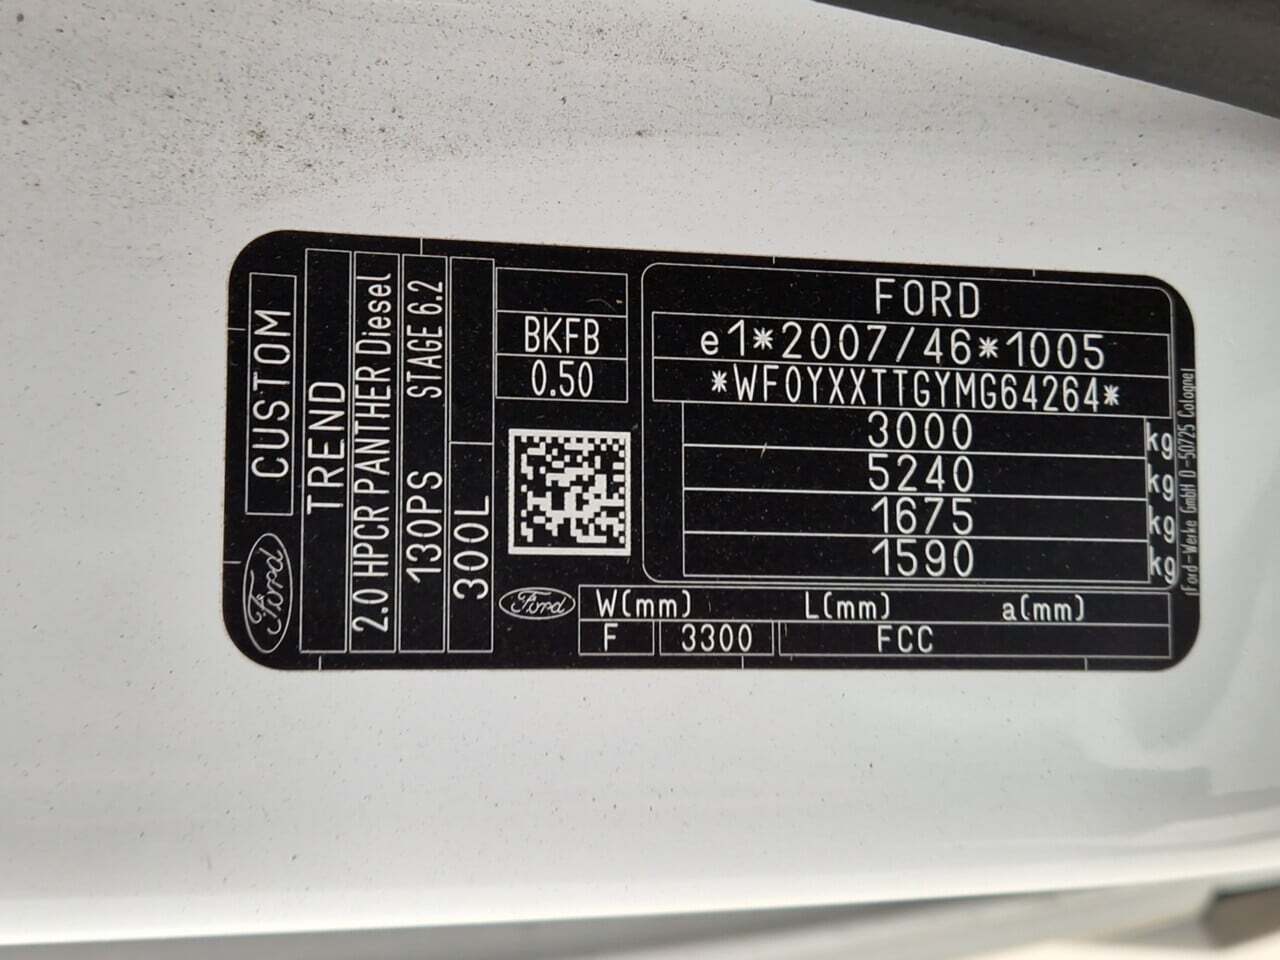 Ford
CUSTOM
TREND
2.0 HPCR PANTHER Diesel
130PS STAGE 6.2
300L
BKFB
0.50
Ford
FORD
e1*2007/46*1005
*WF0YXXTTGYMG64264*
3000 kg
5240 kg
1675 kg
1590 kg
W(mm) L(mm) a(mm)
F 3300 FCC
Ford-Werke GmbH D-50725 Cologne